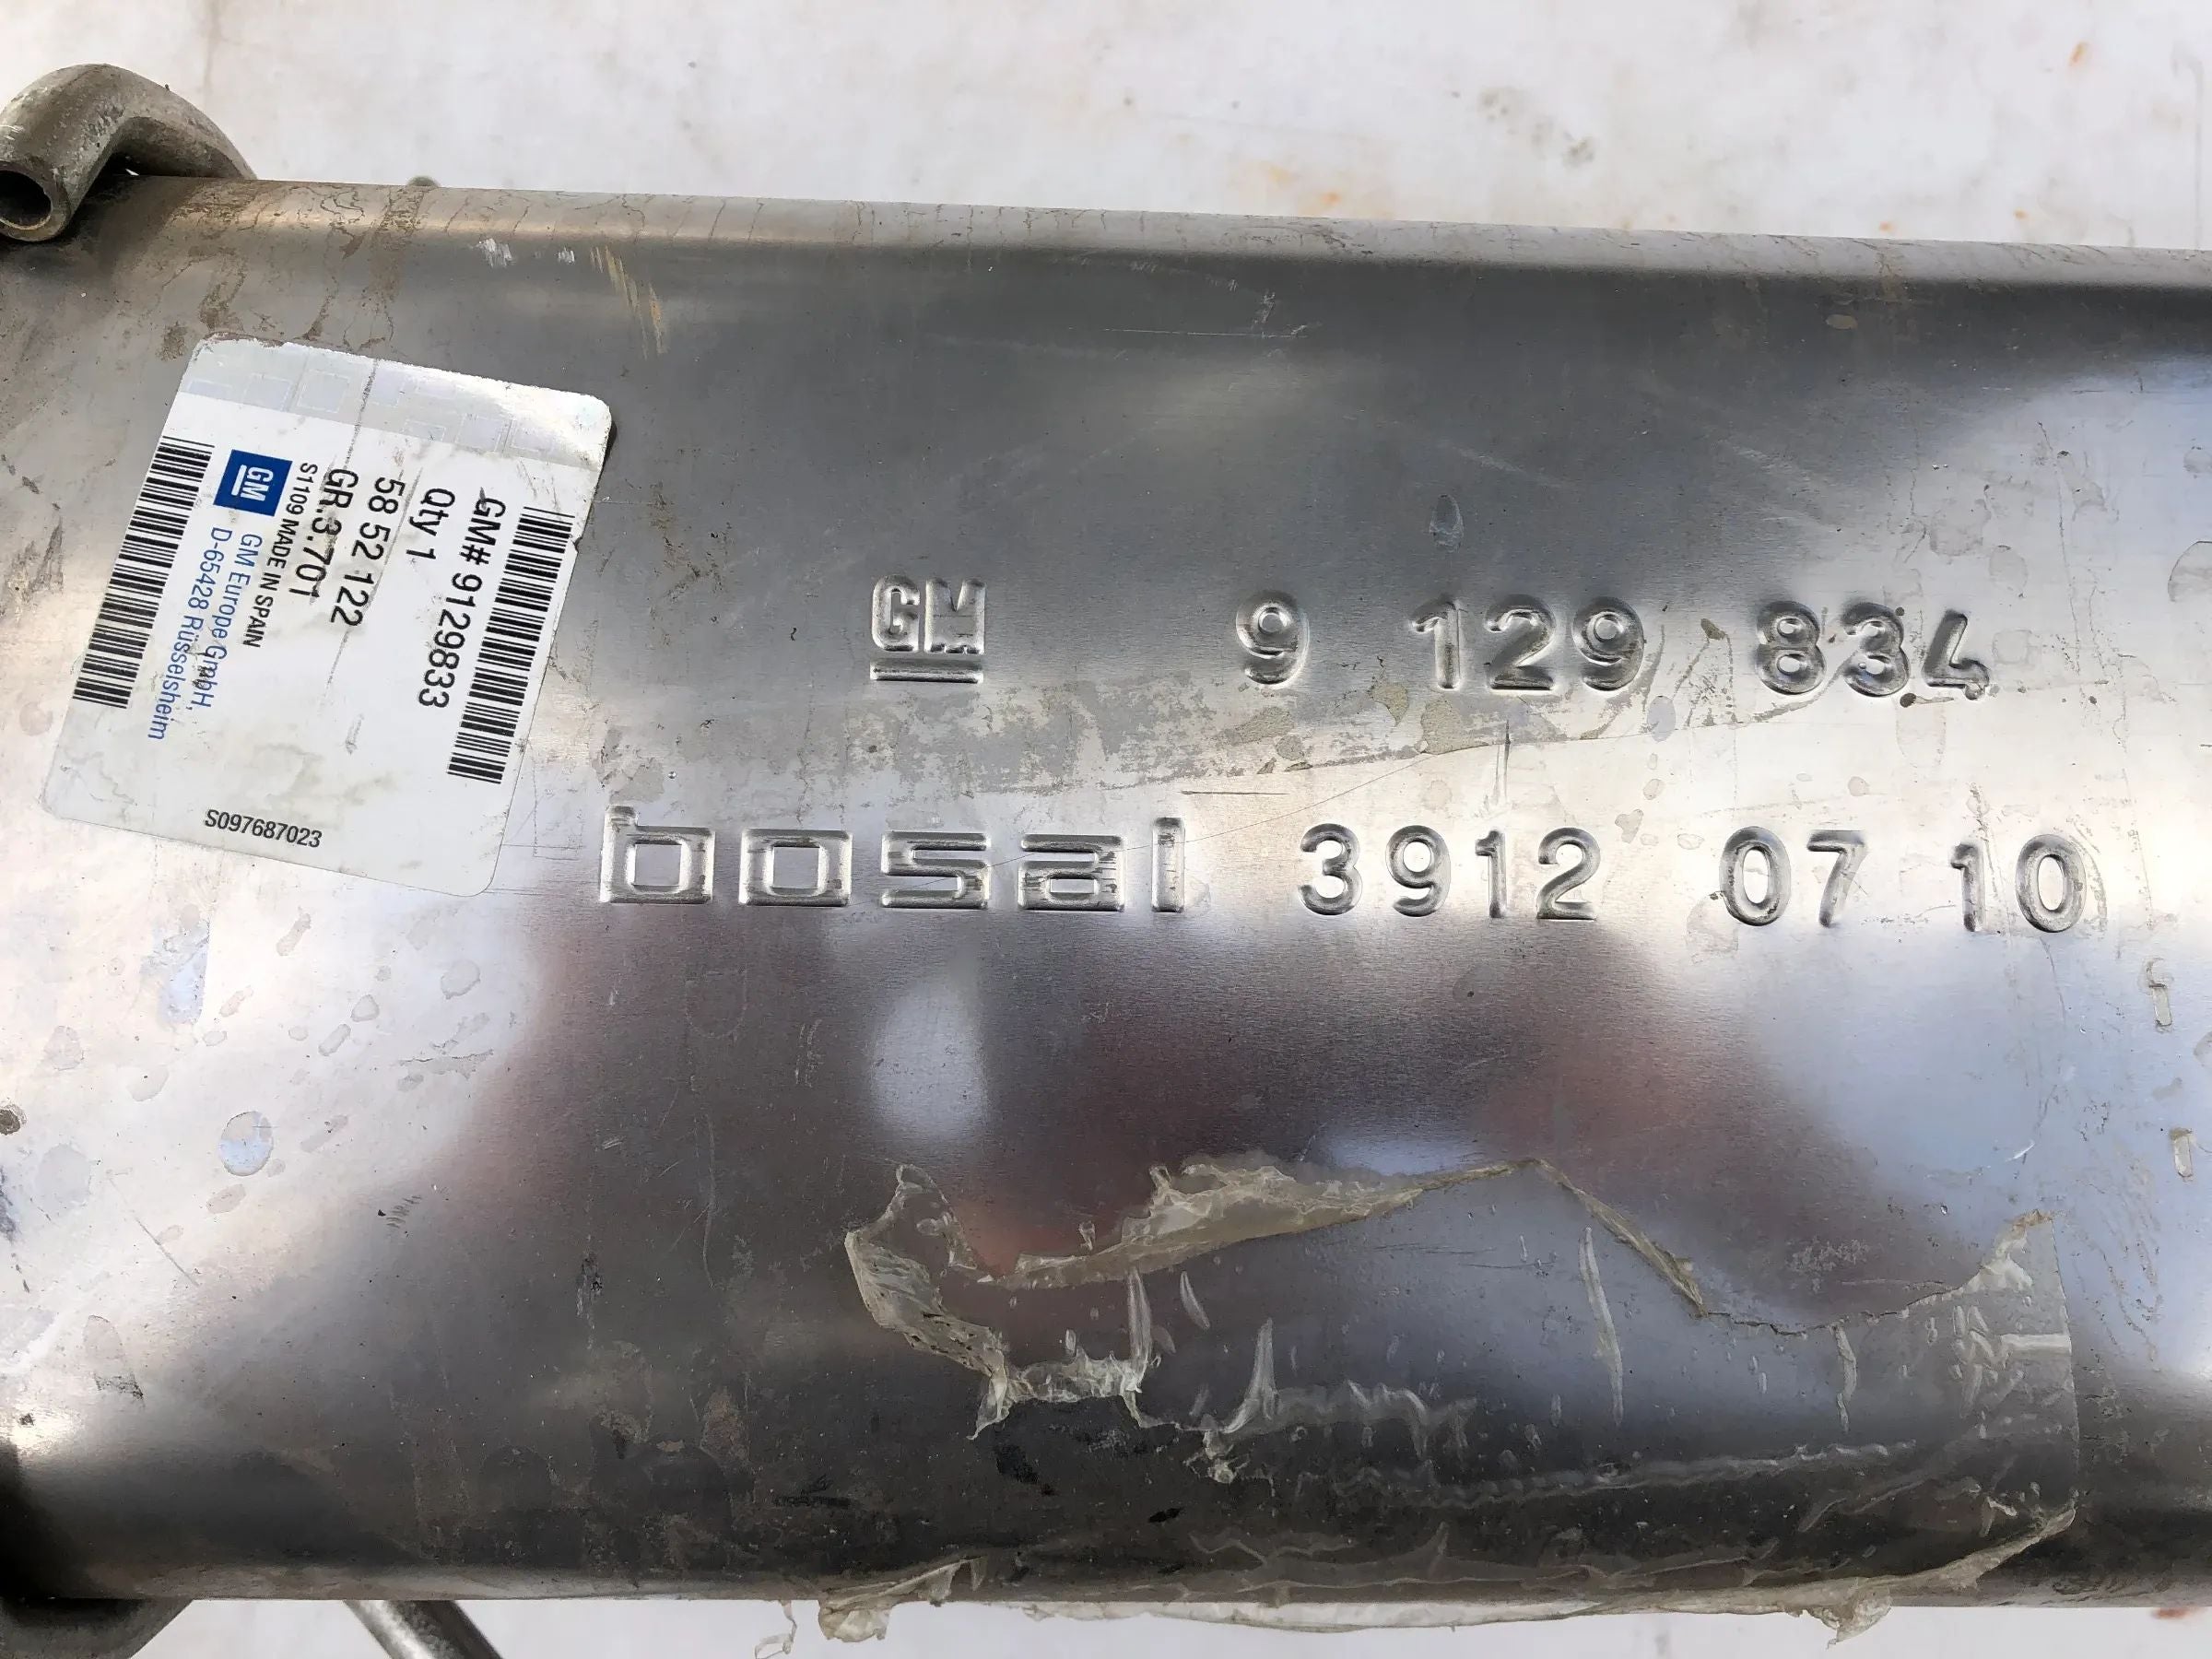 GM# 9129833
Qty 1
58 52 122
GR.3.701
S1109 MADE IN SPAIN
GM
GM Europe GmbH,
D-65428 Rüsselsheim
S097687023
GM 9 129 834
bosal 3912 07 10